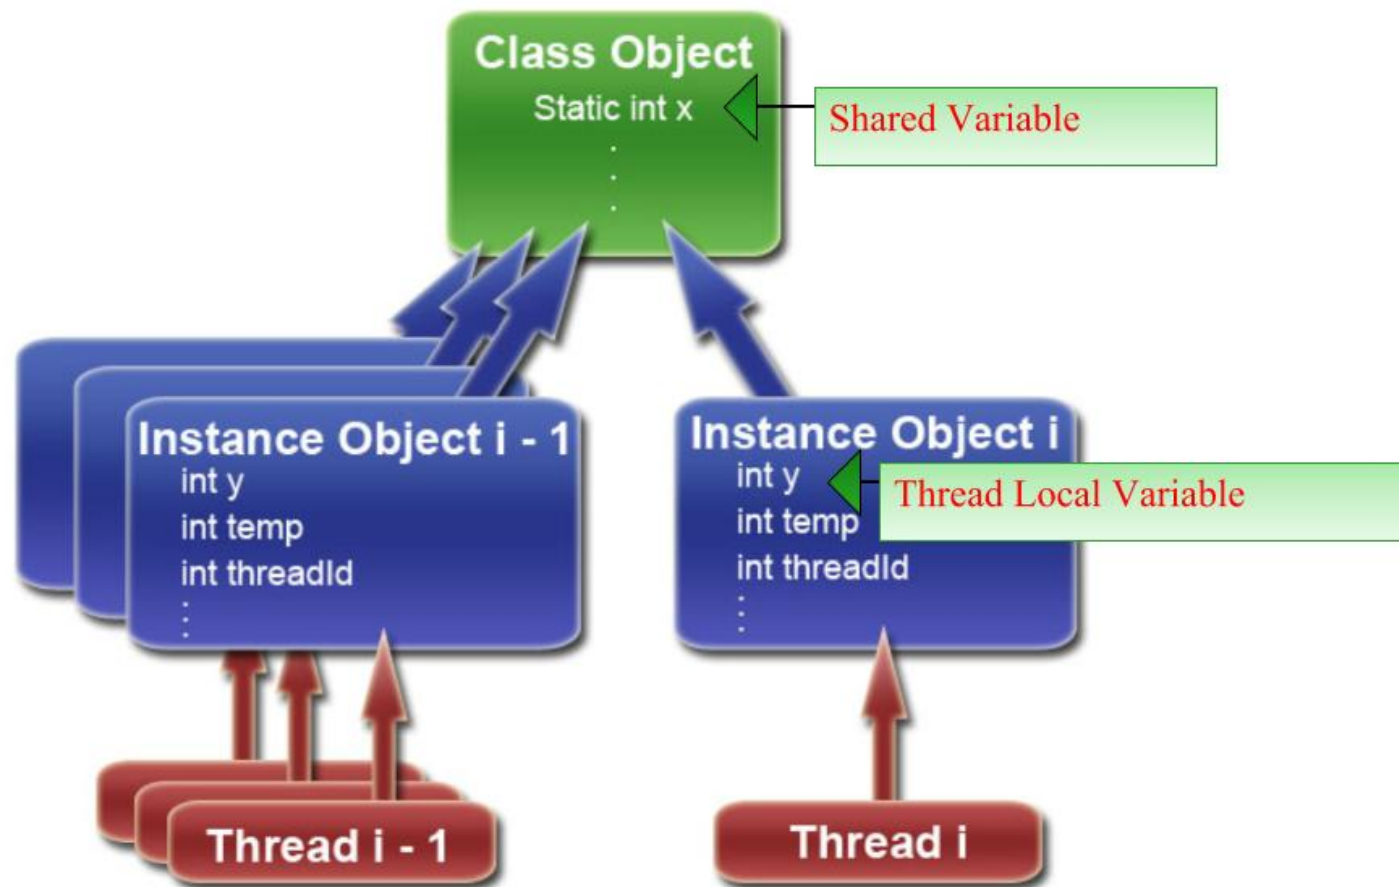 Class Object
Static int x
.
.
.
Shared Variable
Instance Object i - 1
int y
int temp
int threadId
.
.
.
Instance Object i
int y
int temp
int threadId
.
.
.
Thread Local Variable
Thread i - 1
Thread i